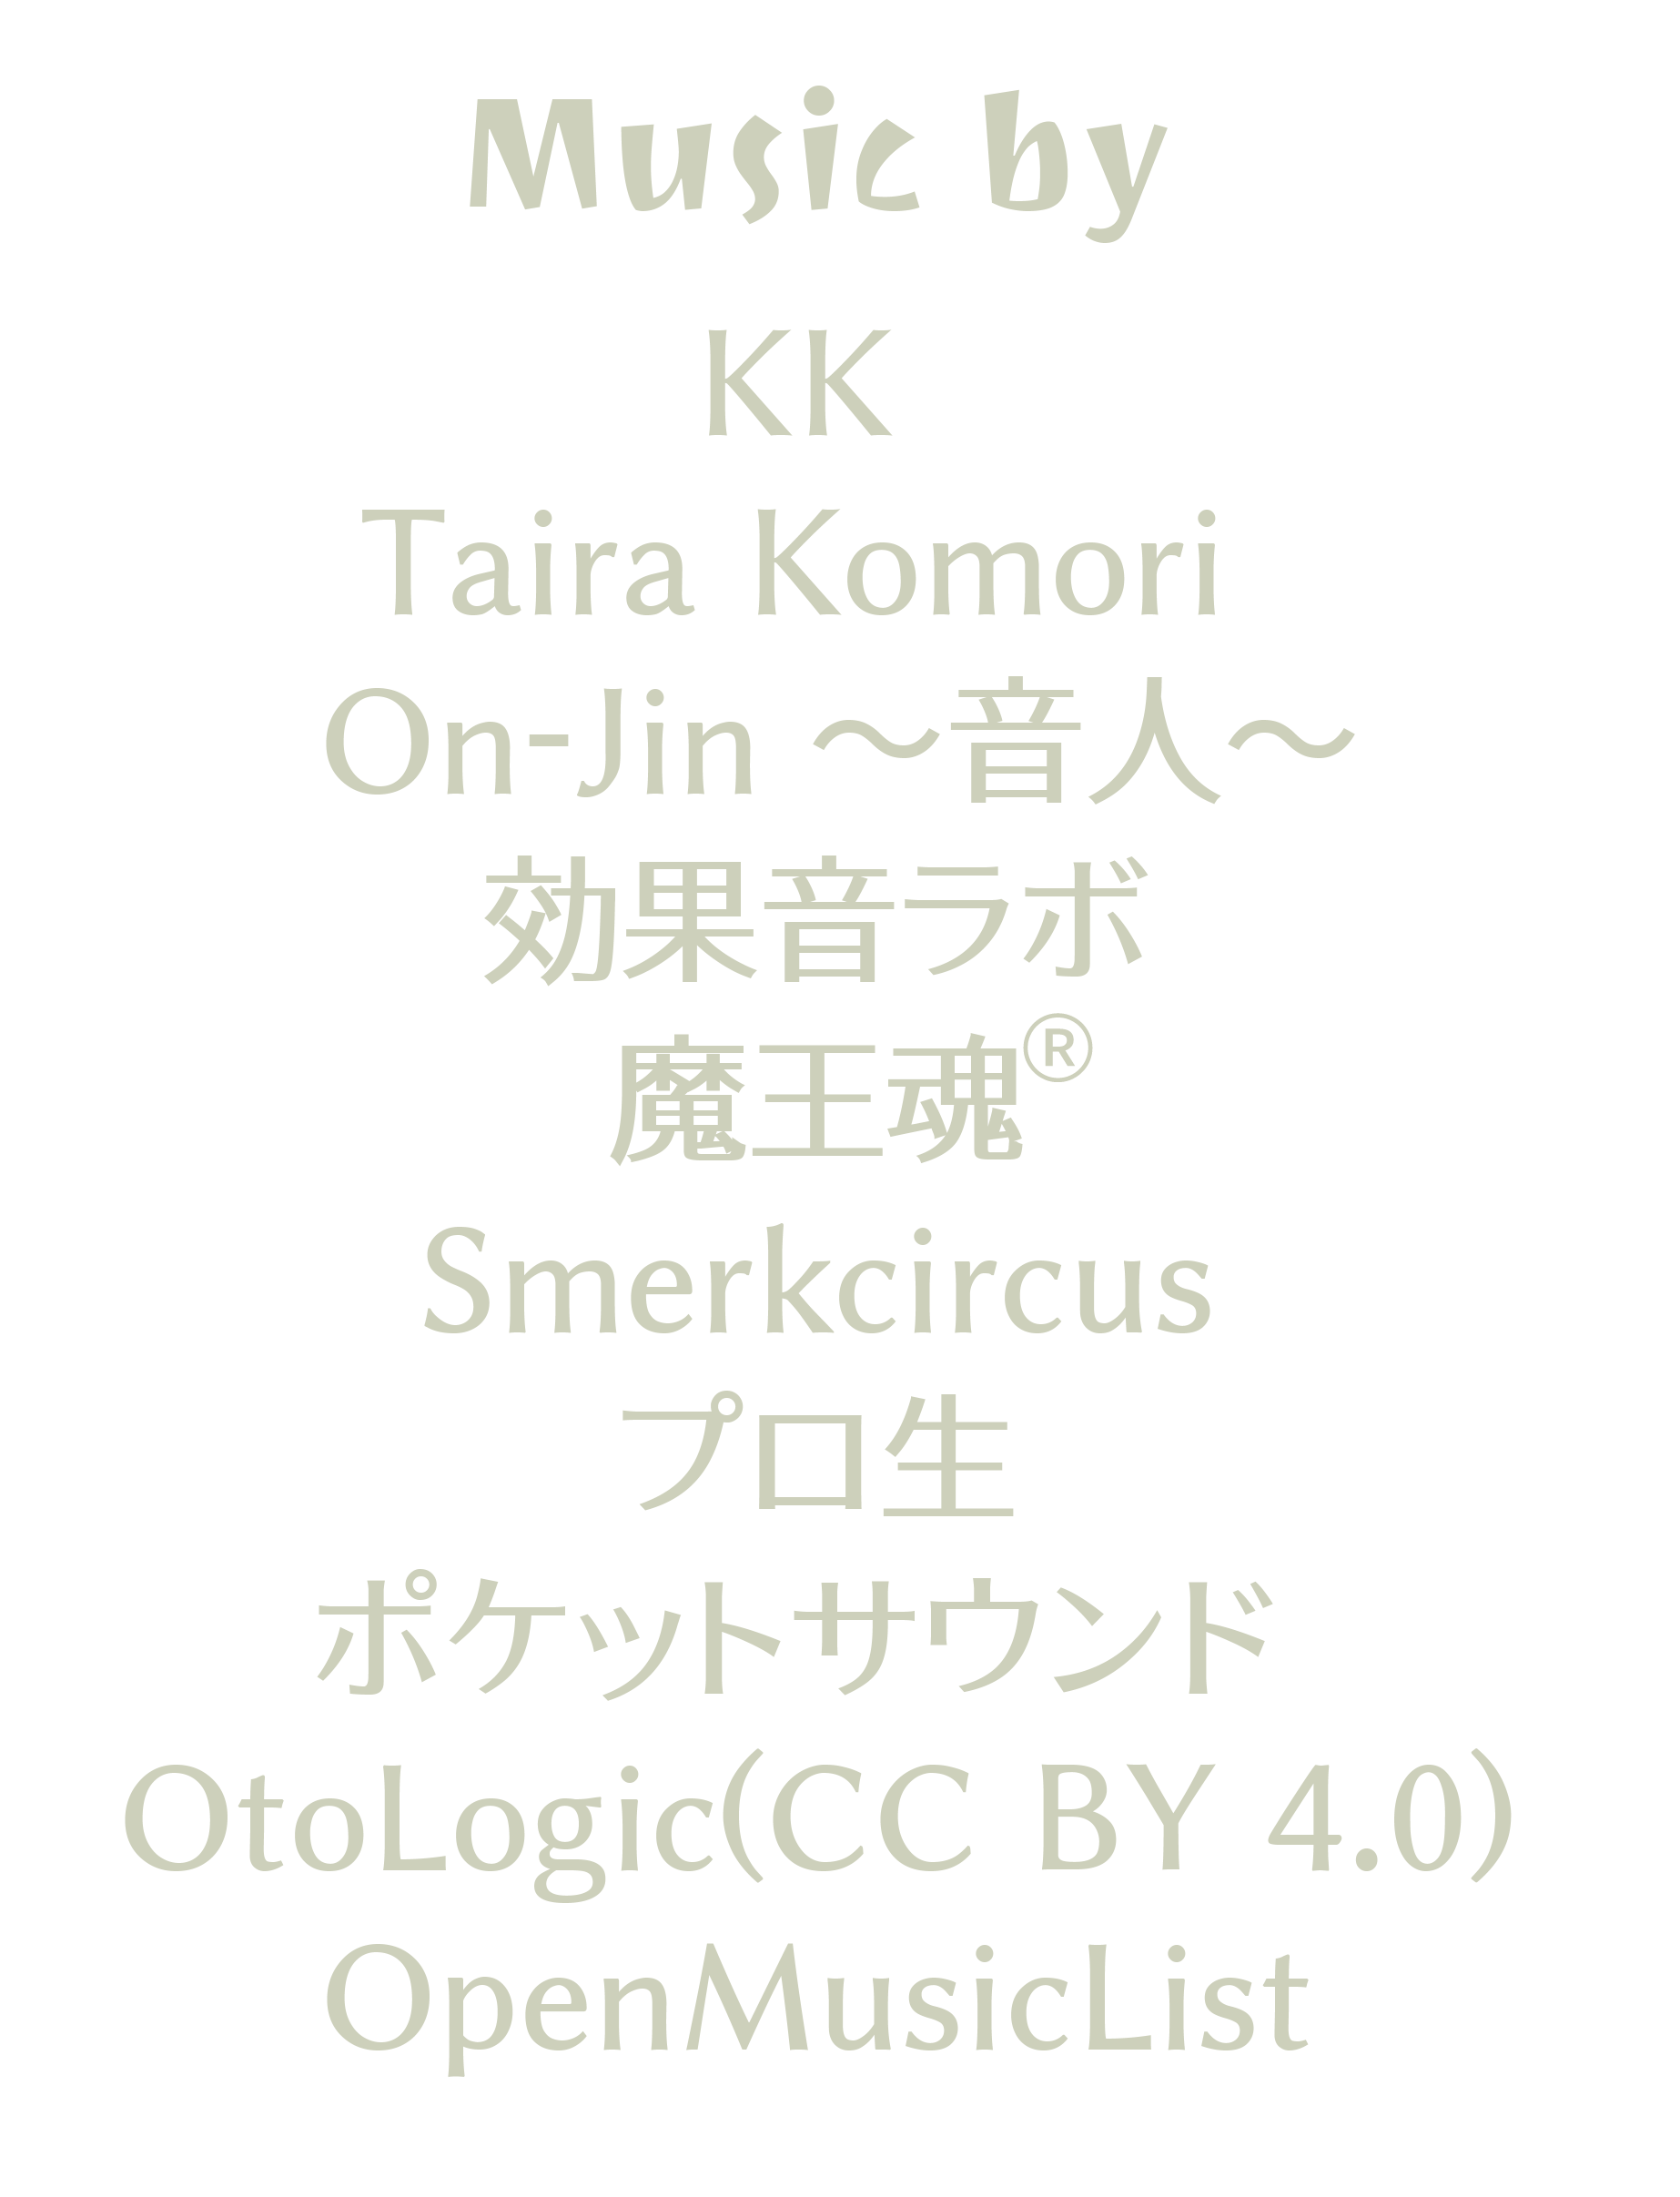 Music by
KK
Taira Komori
On-Jin ～音人～
効果音ラボ
魔王魂®
Smerkcircus
プロ生
ポケットサウンド
OtoLogic(CC BY 4.0)
OpenMusicList